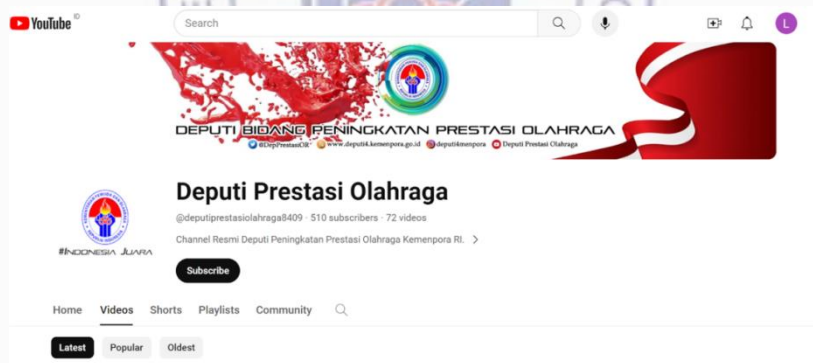 YouTube ID
Search
L
DEPUTI BIDANG PENINGKATAN PRESTASI OLAHRAGA
@DepPrestasiOR www.deputi4.kemenpora.go.id @deputi4menpora Deputi Prestasi Olahraga
Deputi Prestasi Olahraga
@deputiprestasiolahraga8409 · 510 subscribers · 72 videos
Channel Resmi Deputi Peningkatan Prestasi Olahraga Kemenpora RI.
#Indonesia Juara
Subscribe
Home Videos Shorts Playlists Community
Latest Popular Oldest